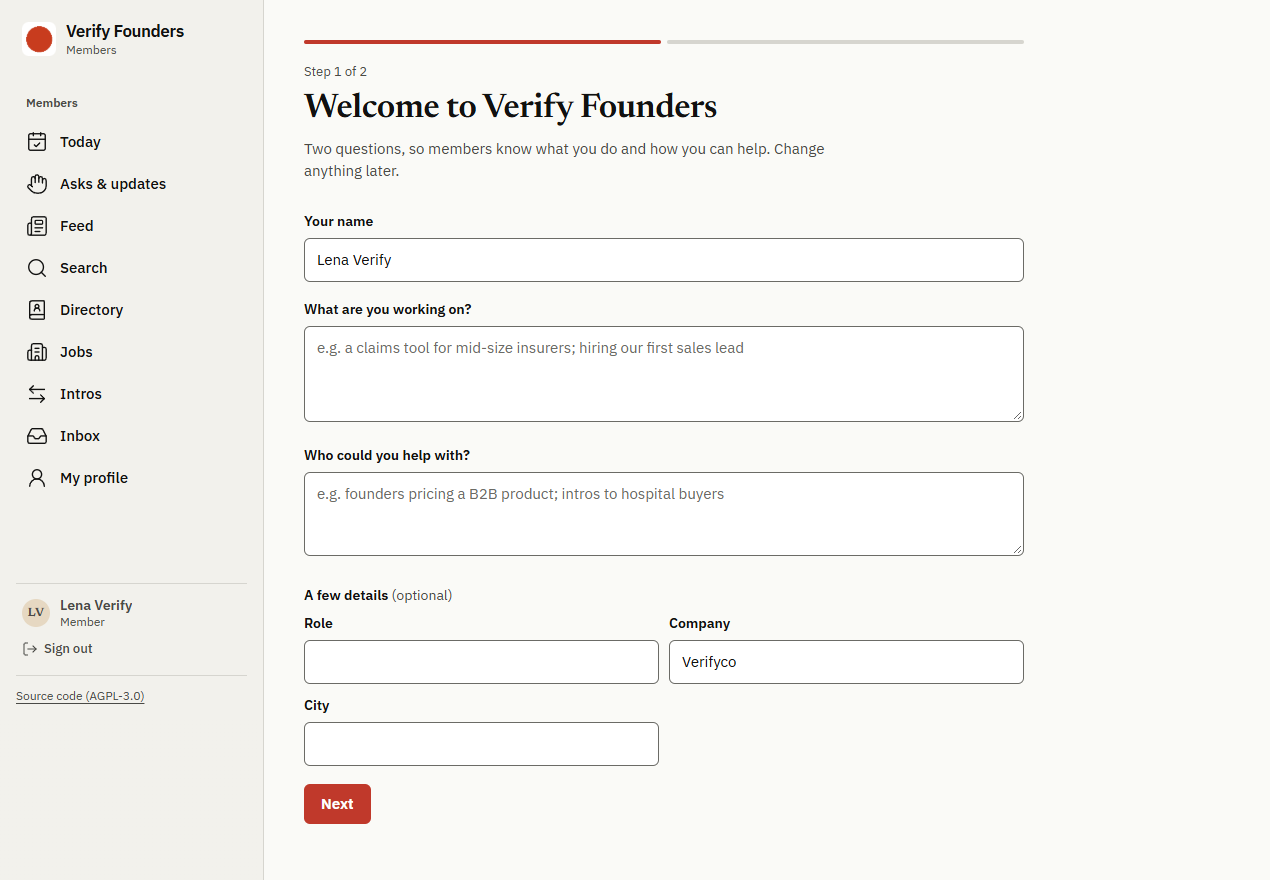 Verify Founders
Members
Members
Today
Asks & updates
Feed
Search
Directory
Jobs
Intros
Inbox
My profile
LV
Lena Verify
Member
Sign out
Source code (AGPL-3.0)
Step 1 of 2
Welcome to Verify Founders
Two questions, so members know what you do and how you can help. Change
anything later.
Your name
Lena Verify
What are you working on?
e.g. a claims tool for mid-size insurers; hiring our first sales lead
Who could you help with?
e.g. founders pricing a B2B product; intros to hospital buyers
A few details (optional)
Role
Company
Verifyco
City
Next